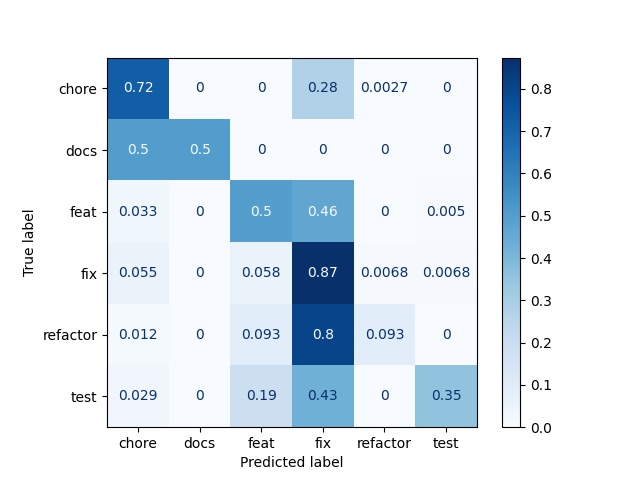 chore 0.72 0 0 0.28 0.0027 0
docs 0.5 0.5 0 0 0 0
feat 0.033 0 0.5 0.46 0 0.005
fix 0.055 0 0.058 0.87 0.0068 0.0068
refactor 0.012 0 0.093 0.8 0.093 0
test 0.029 0 0.19 0.43 0 0.35
chore docs feat fix refactor test
Predicted label
True label
0.8
0.7
0.6
0.5
0.4
0.3
0.2
0.1
0.0